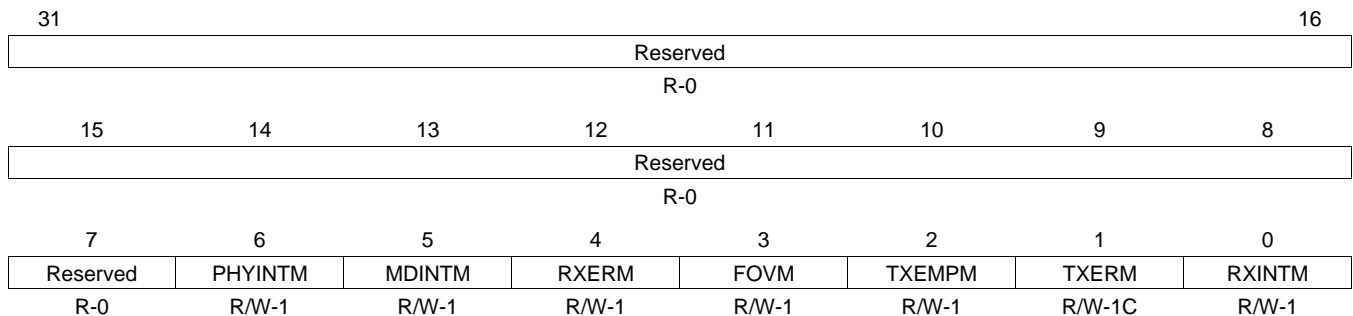 31 16
Reserved
R-0
15 14 13 12 11 10 9 8
Reserved
R-0
7 6 5 4 3 2 1 0
Reserved PHYINTM MDINTM RXERM FOVM TXEMPM TXERM RXINTM
R-0 R/W-1 R/W-1 R/W-1 R/W-1 R/W-1 R/W-1C R/W-1